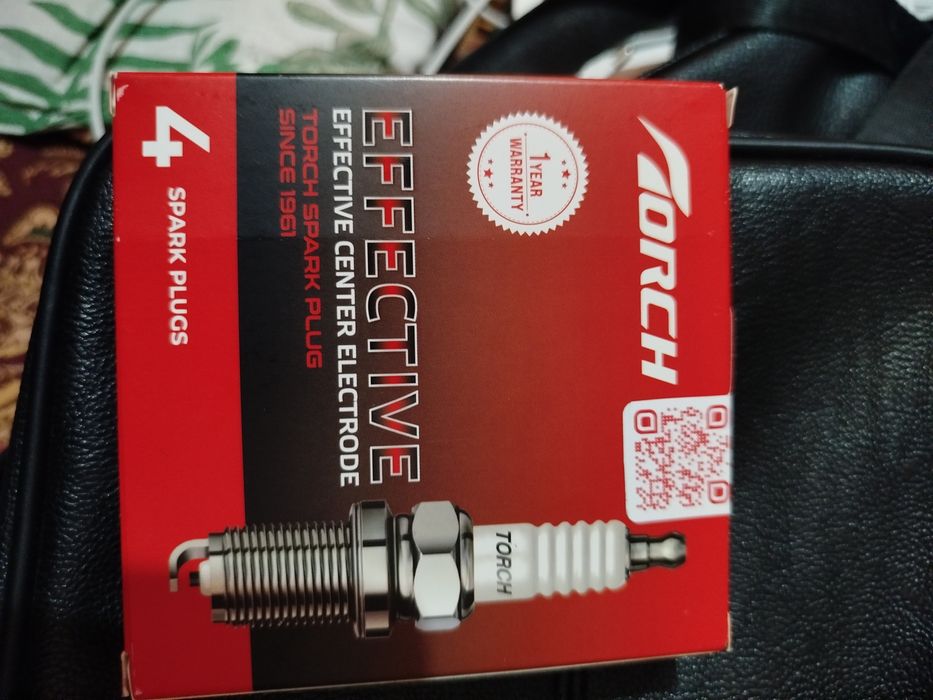 TORCH
1 YEAR
WARRANTY
EFFECTIVE
EFFECTIVE CENTER ELECTRODE
TORCH SPARK PLUG
SINCE 1961
TORCH
4 SPARK PLUGS